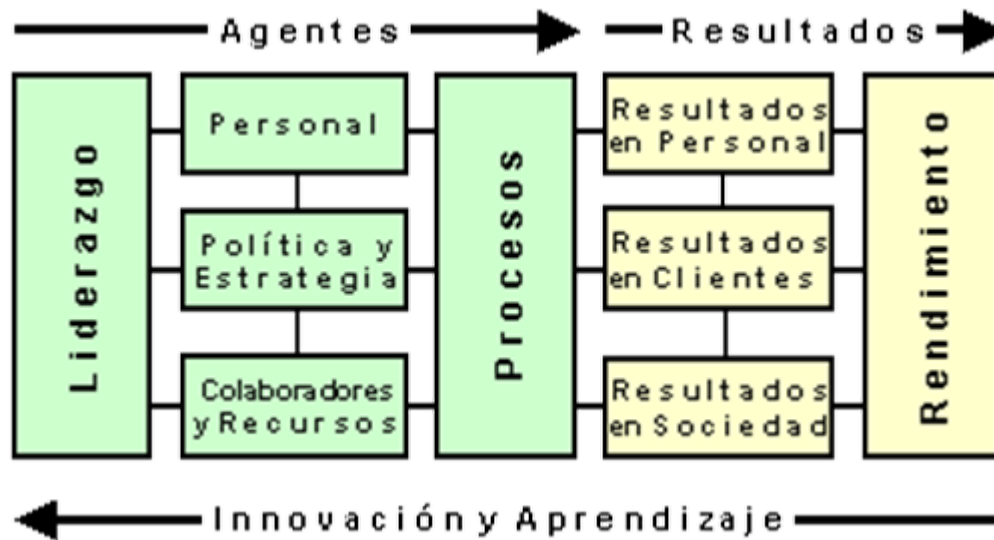 Agentes Resultados
Liderazgo
Personal
Política y
Estrategia
Colaboradores
y Recursos
Procesos
Resultados
en Personal
Resultados
en Clientes
Resultados
en Sociedad
Rendimiento
Innovación y Aprendizaje